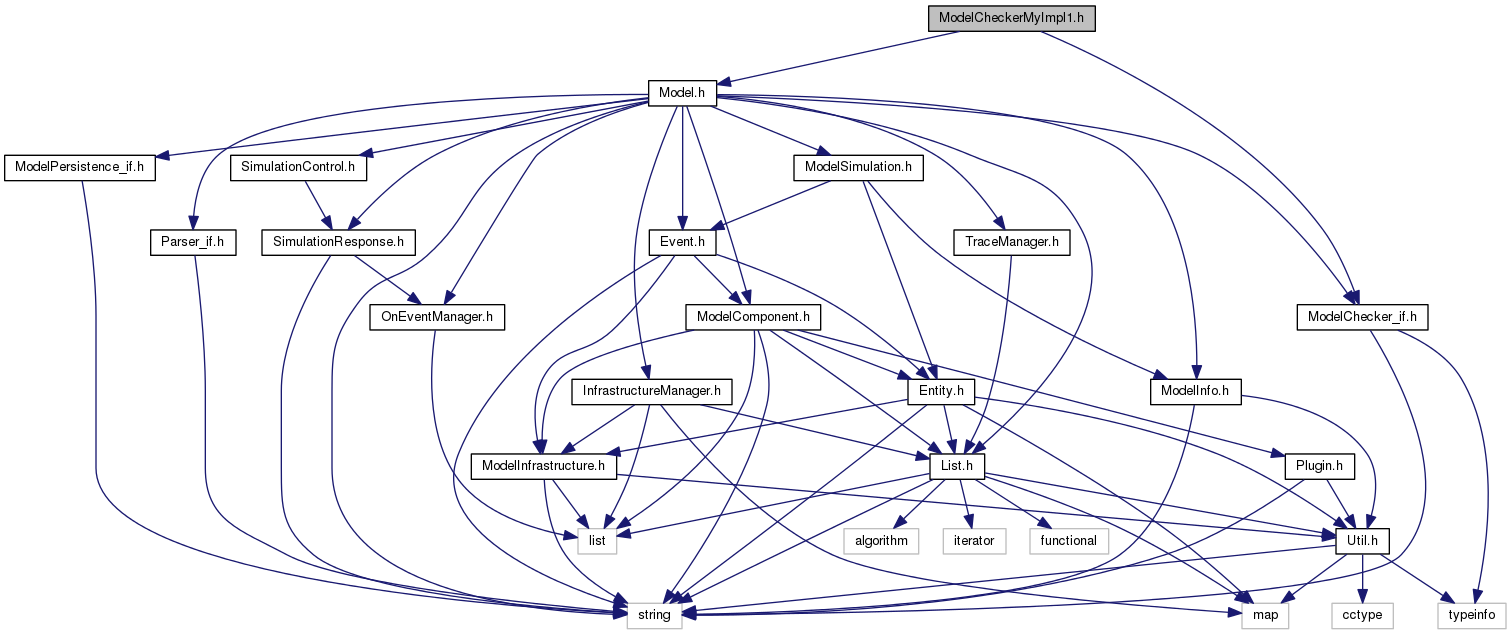 ModelCheckerMyImpl1.h
Model.h
ModelPersistence_if.h
SimulationControl.h
ModelSimulation.h
Parser_if.h
SimulationResponse.h
Event.h
TraceManager.h
OnEventManager.h
ModelComponent.h
ModelChecker_if.h
InfrastructureManager.h
Entity.h
ModelInfo.h
ModelInfrastructure.h
List.h
Plugin.h
list
algorithm
iterator
functional
Util.h
string
map
cctype
typeinfo